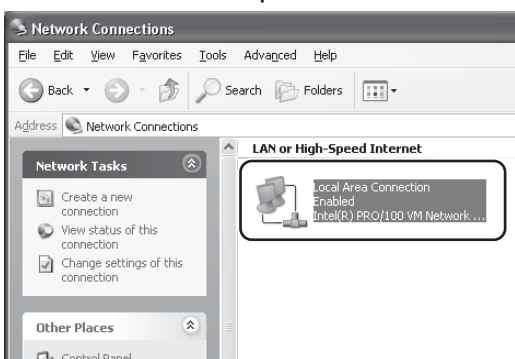 Network Connections
File Edit View Favorites Tools Advanced Help
Back Search Folders
Address Network Connections
Network Tasks
Create a new
connection
View status of this
connection
Change settings of this
connection
Other Places
Control Panel
LAN or High-Speed Internet
Local Area Connection
Enabled
Intel(R) PRO/100 VM Network ...